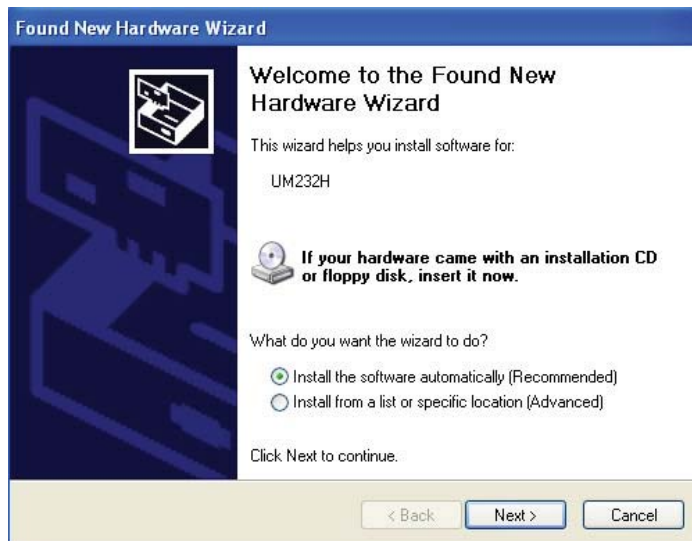 Found New Hardware Wizard
Welcome to the Found New
Hardware Wizard
This wizard helps you install software for:
UM232H
If your hardware came with an installation CD
or floppy disk, insert it now.
What do you want the wizard to do?
Install the software automatically (Recommended)
Install from a list or specific location (Advanced)
Click Next to continue.
< Back
Next >
Cancel